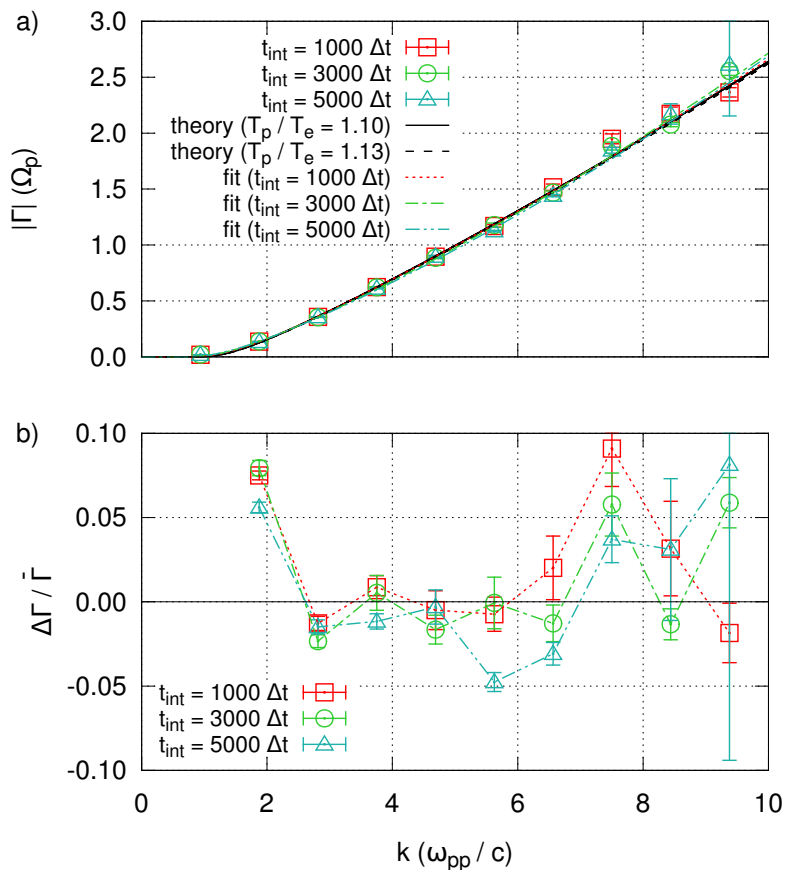 a)
3.0
2.5
2.0
1.5
1.0
0.5
0.0
|Γ| (Ωp)
tint = 1000 Δt
tint = 3000 Δt
tint = 5000 Δt
theory (Tp / Te = 1.10)
theory (Tp / Te = 1.13)
fit (tint = 1000 Δt)
fit (tint = 3000 Δt)
fit (tint = 5000 Δt)
b)
0.10
0.05
0.00
-0.05
-0.10
ΔΓ / Γ̄
tint = 1000 Δt
tint = 3000 Δt
tint = 5000 Δt
0 2 4 6 8 10
k (ωpp / c)